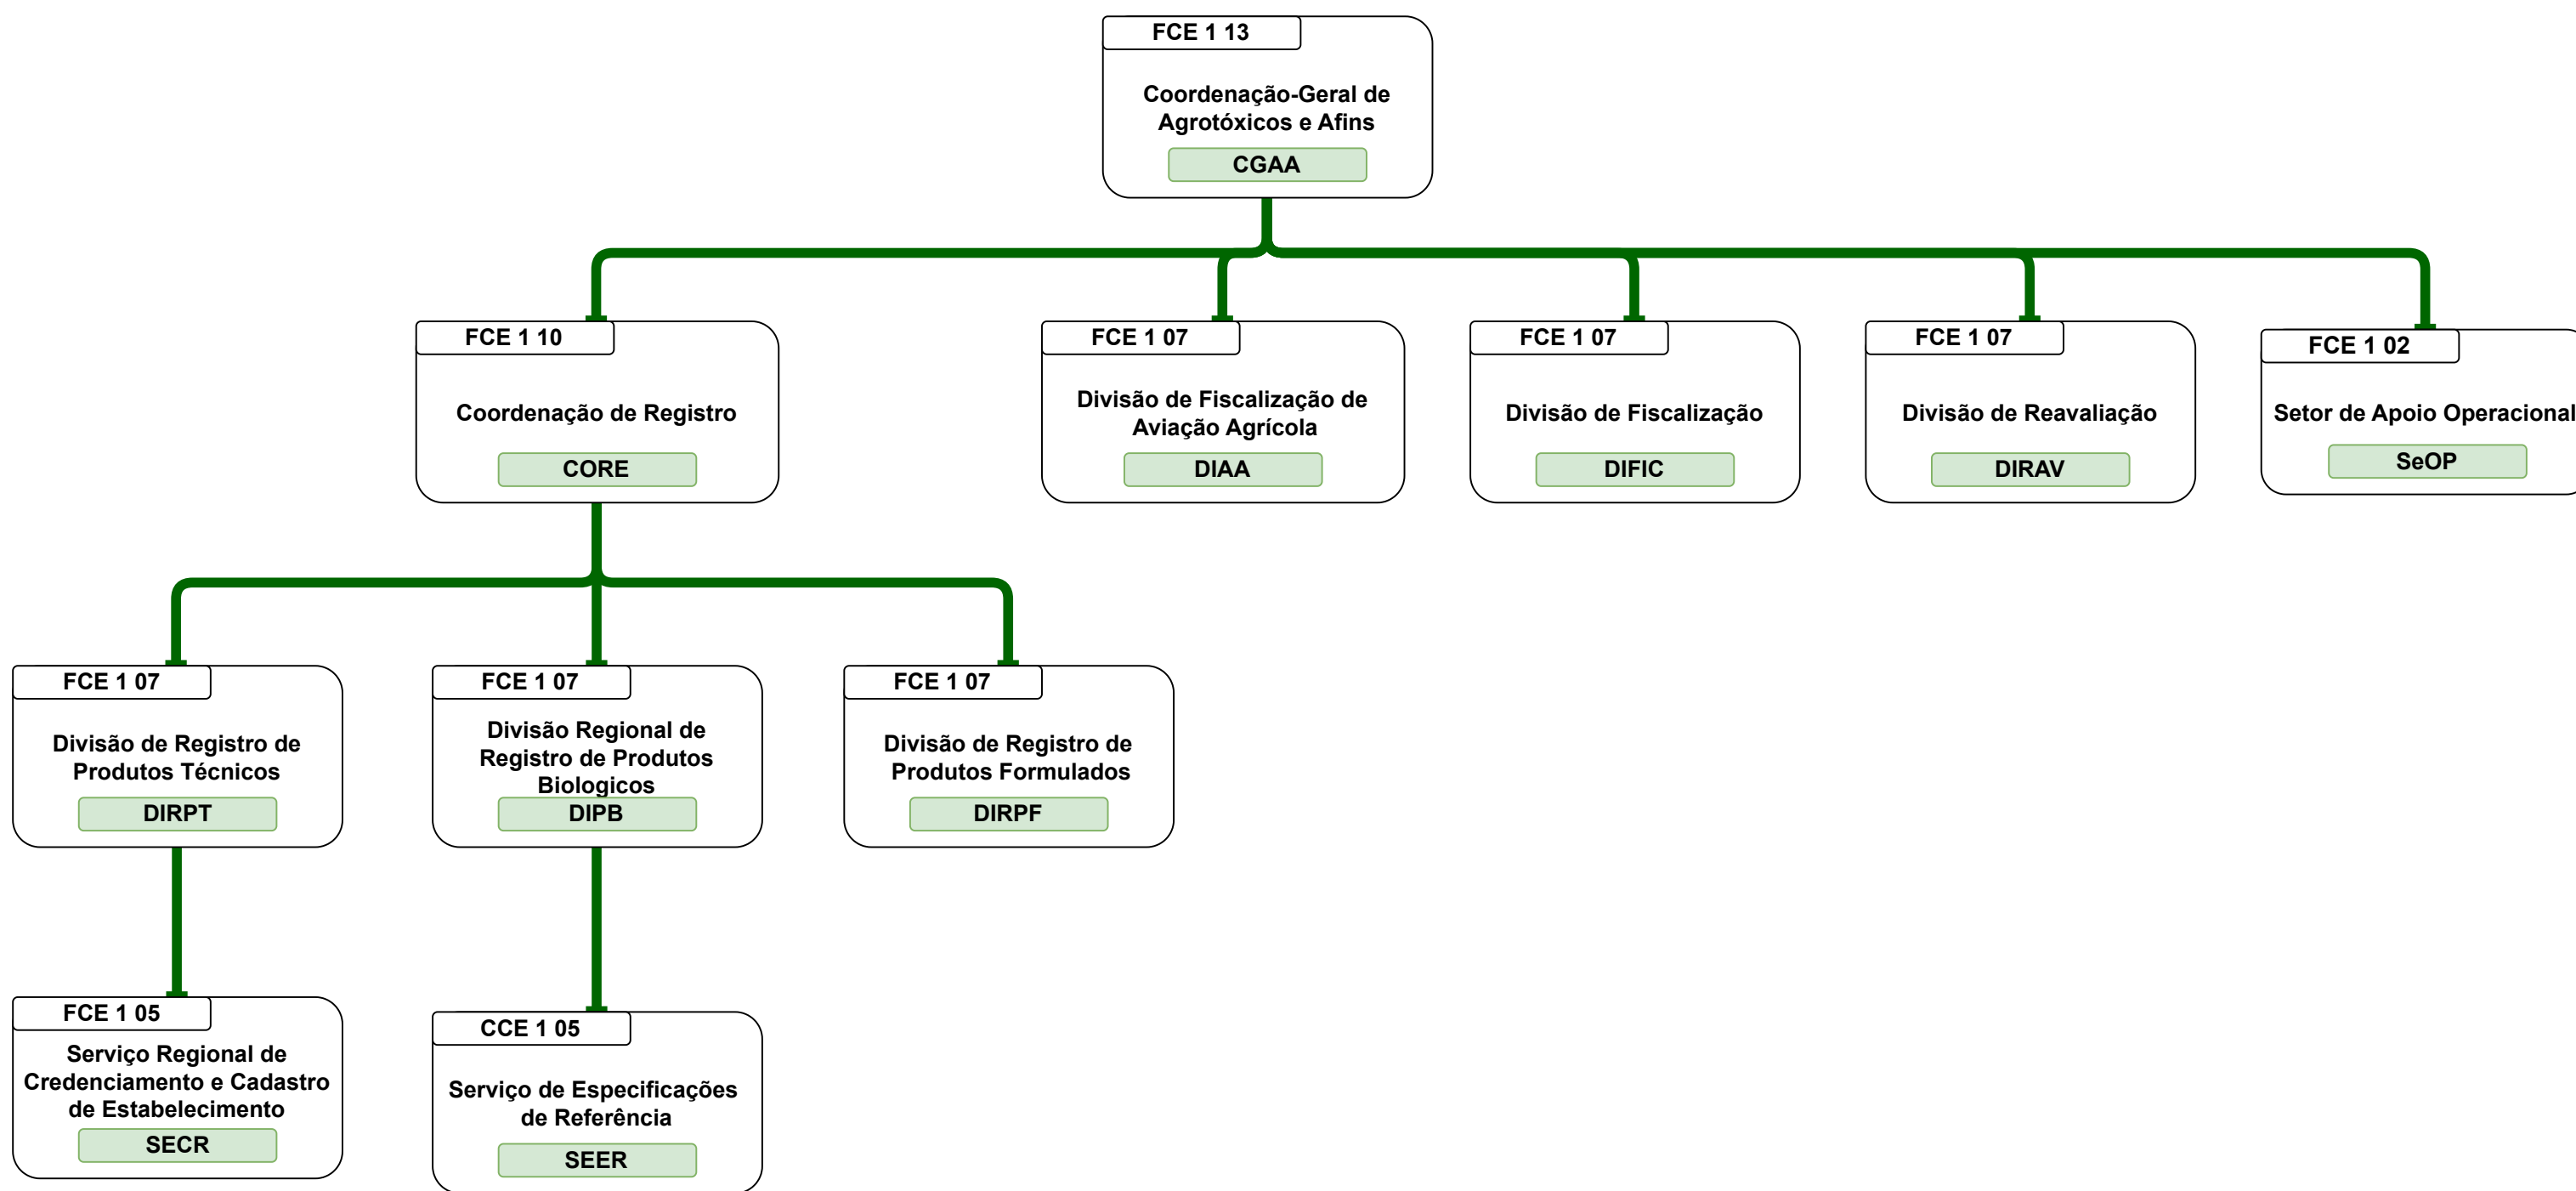 FCE 1 13
Coordenação-Geral de
Agrotóxicos e Afins
CGAA
FCE 1 10
Coordenação de Registro
CORE
FCE 1 07
Divisão de Fiscalização de
Aviação Agrícola
DIAA
FCE 1 07
Divisão de Fiscalização
DIFIC
FCE 1 07
Divisão de Reavaliação
DIRAV
FCE 1 02
Setor de Apoio Operacional
SeOP
FCE 1 07
Divisão de Registro de
Produtos Técnicos
DIRPT
FCE 1 07
Divisão Regional de
Registro de Produtos
Biologicos
DIPB
FCE 1 07
Divisão de Registro de
Produtos Formulados
DIRPF
FCE 1 05
Serviço Regional de
Credenciamento e Cadastro
de Estabelecimento
SECR
CCE 1 05
Serviço de Especificações
de Referência
SEER